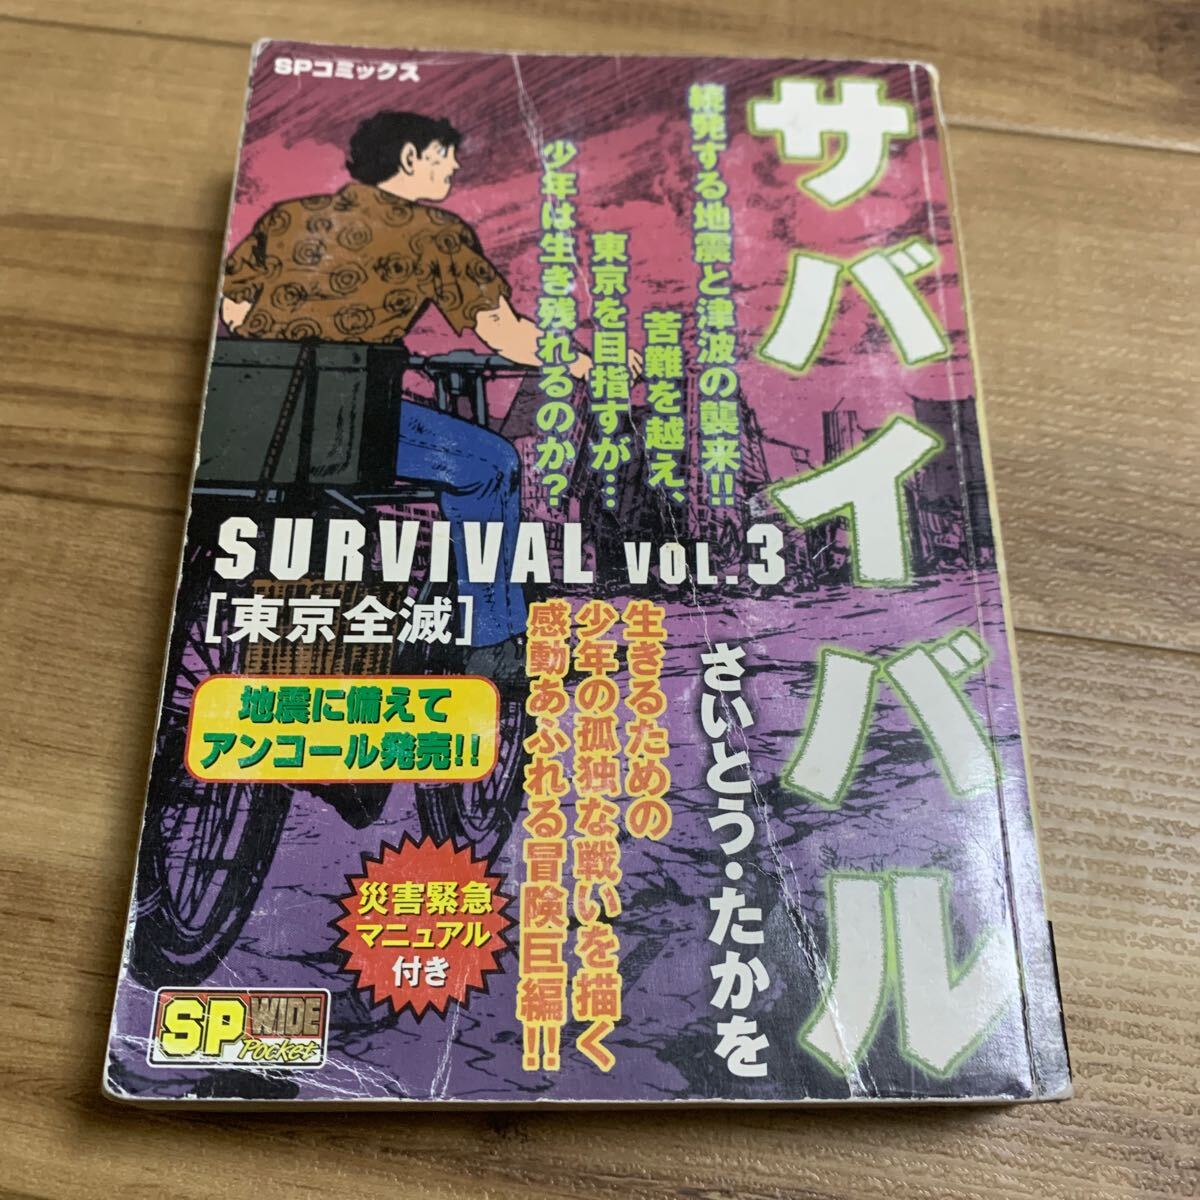 SPコミックス
サバイバル
続発する地震と津波の襲来!!
苦難を越え、
東京を目指すが…
少年は生き残れるのか?
SURVIVAL VOL.3
[東京全滅]
さいとう・たかを
生きるための
少年の孤独な戦いを描く
感動あふれる冒険巨編!!
地震に備えて
アンコール発売!!
災害緊急
マニュアル
付き
SP WIDE
Pocket